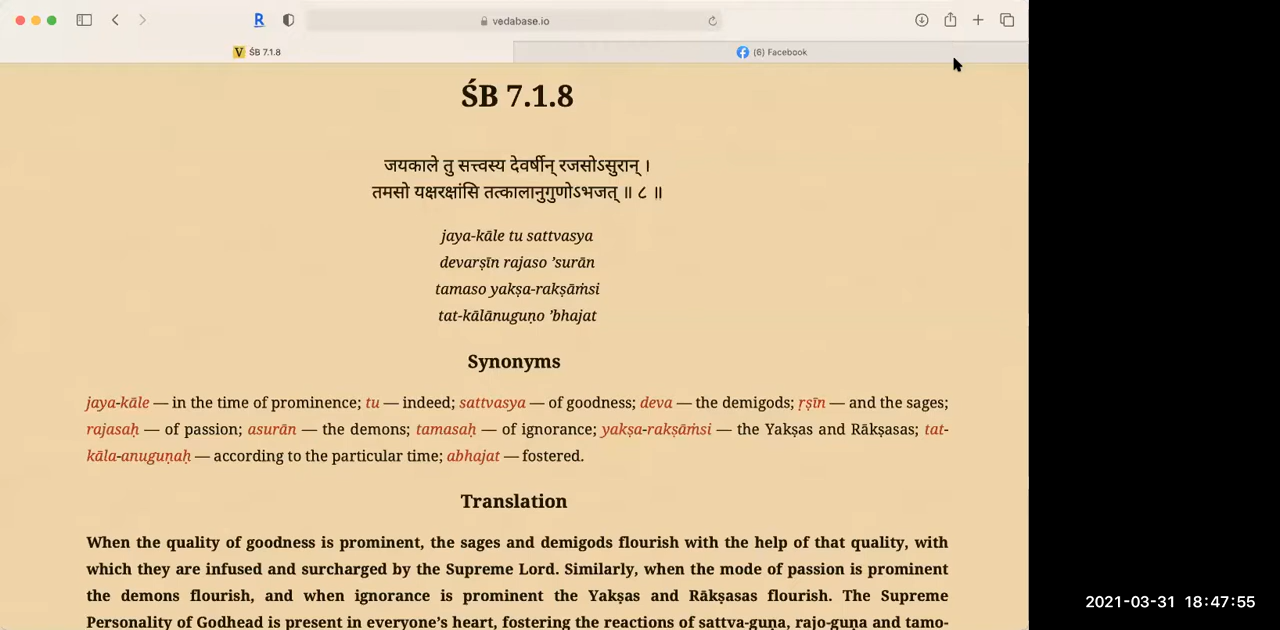 vedabase.io
ŚB 7.1.8
(6) Facebook
ŚB 7.1.8
जयकाले तु सत्त्वस्य देवर्षीन् रजसोऽसुरान् ।
तमसो यक्षरक्षांसि तत्कालानुगुणोऽभजत् ॥ ८ ॥
jaya-kāle tu sattvasya
devarṣīn rajaso ’surān
tamaso yakṣa-rakṣāṁsi
tat-kālānuguṇo ’bhajat
Synonyms
jaya-kāle — in the time of prominence; tu — indeed; sattvasya — of goodness; deva — the demigods; ṛṣīn — and the sages;
rajasaḥ — of passion; asurān — the demons; tamasaḥ — of ignorance; yakṣa-rakṣāṁsi — the Yakṣas and Rākṣasas; tat-
kāla-anuguṇaḥ — according to the particular time; abhajat — fostered.
Translation
When the quality of goodness is prominent, the sages and demigods flourish with the help of that quality, with
which they are infused and surcharged by the Supreme Lord. Similarly, when the mode of passion is prominent
the demons flourish, and when ignorance is prominent the Yakṣas and Rākṣasas flourish. The Supreme
Personality of Godhead is present in everyone’s heart, fostering the reactions of sattva-guṇa, rajo-guṇa and tamo-
2021-03-31 18:47:55